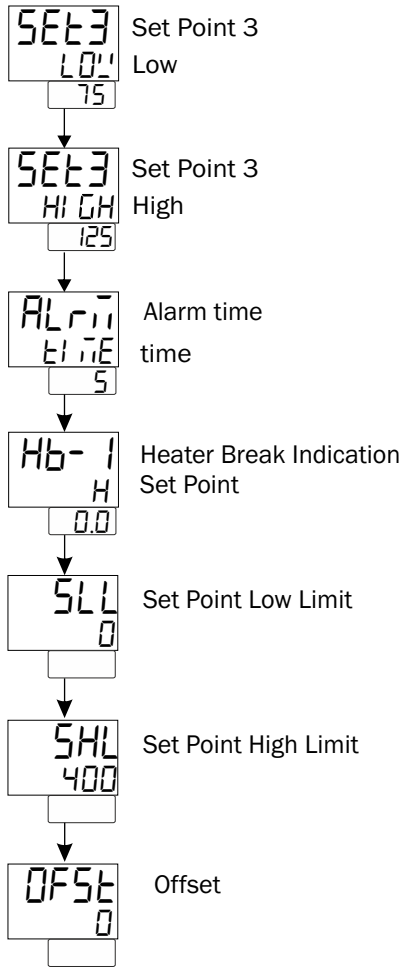 SEt3 Set Point 3
LOW Low
75
SEt3 Set Point 3
HIGH High
125
ALrM Alarm time
tIME time
5
Hb-1 Heater Break Indication
H Set Point
0.0
SLL Set Point Low Limit
0
SHL Set Point High Limit
400
OFSt Offset
0